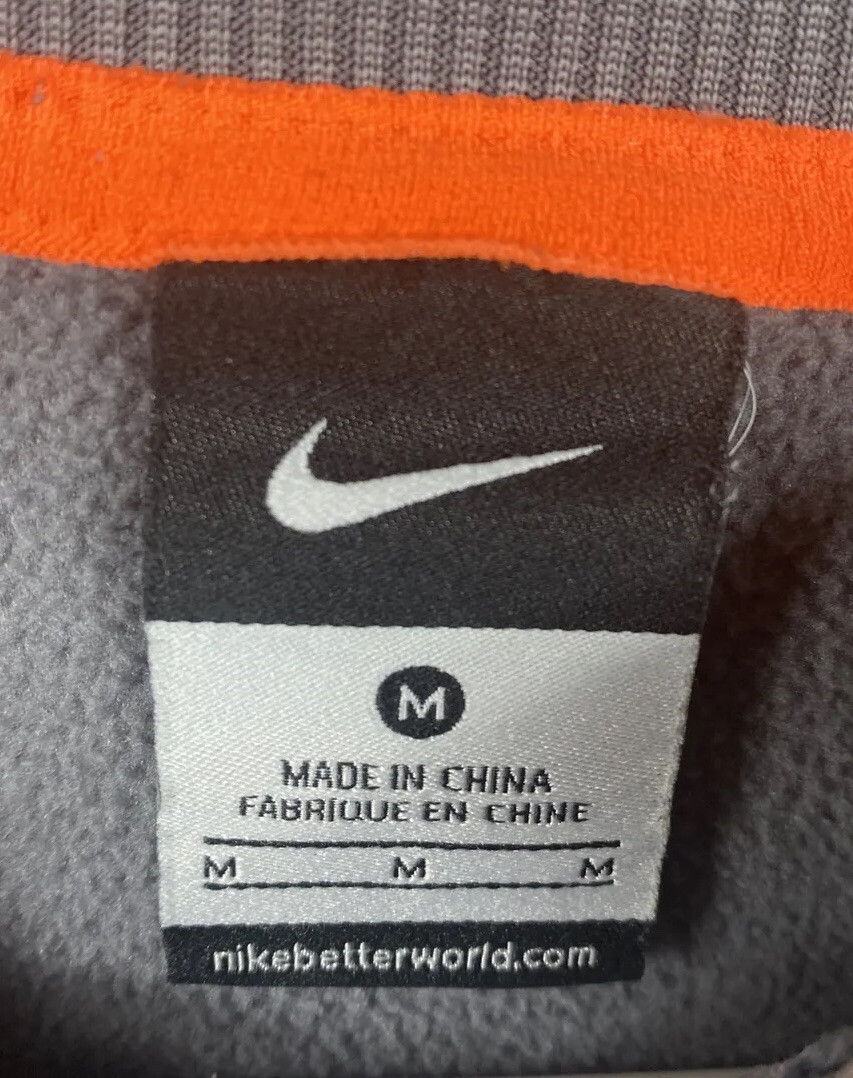 M
MADE IN CHINA
FABRIQUE EN CHINE
M M M
nikebetterworld.com